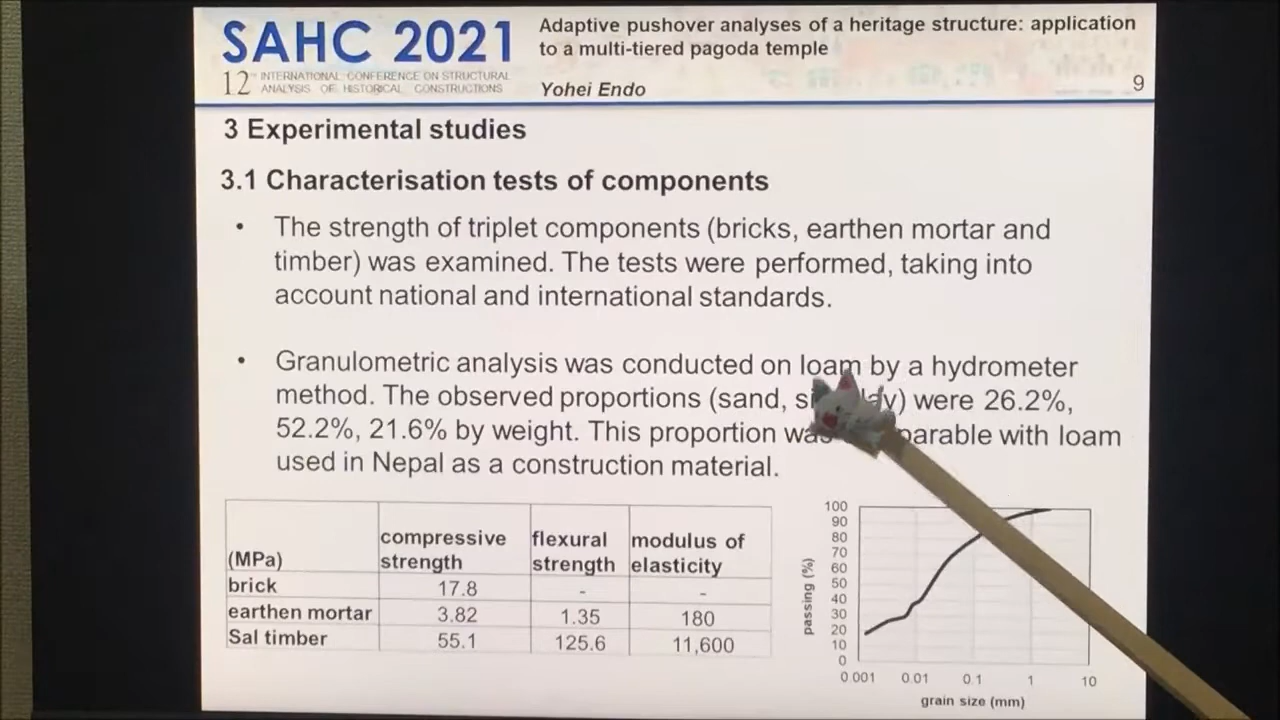 SAHC 2021
12th INTERNATIONAL CONFERENCE ON STRUCTURAL
ANALYSIS OF HISTORICAL CONSTRUCTIONS
Adaptive pushover analyses of a heritage structure: application
to a multi-tiered pagoda temple
Yohei Endo
9
3 Experimental studies
3.1 Characterisation tests of components
• The strength of triplet components (bricks, earthen mortar and
timber) was examined. The tests were performed, taking into
account national and international standards.
• Granulometric analysis was conducted on loam by a hydrometer
method. The observed proportions (sand, were 26.2%,
52.2%, 21.6% by weight. This proportion was with loam
used in Nepal as a construction material.
(MPa) compressive strength flexural strength modulus of elasticity
brick 17.8 - -
earthen mortar 3.82 1.35 180
Sal timber 55.1 125.6 11,600
passing (%)
100
90
80
70
60
50
40
30
20
10
0
0.001 0.01 0.1 1 10
grain size (mm)